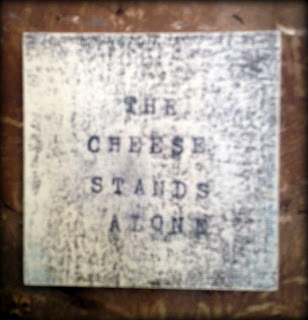 THE
CHEESE
STANDS
ALONE